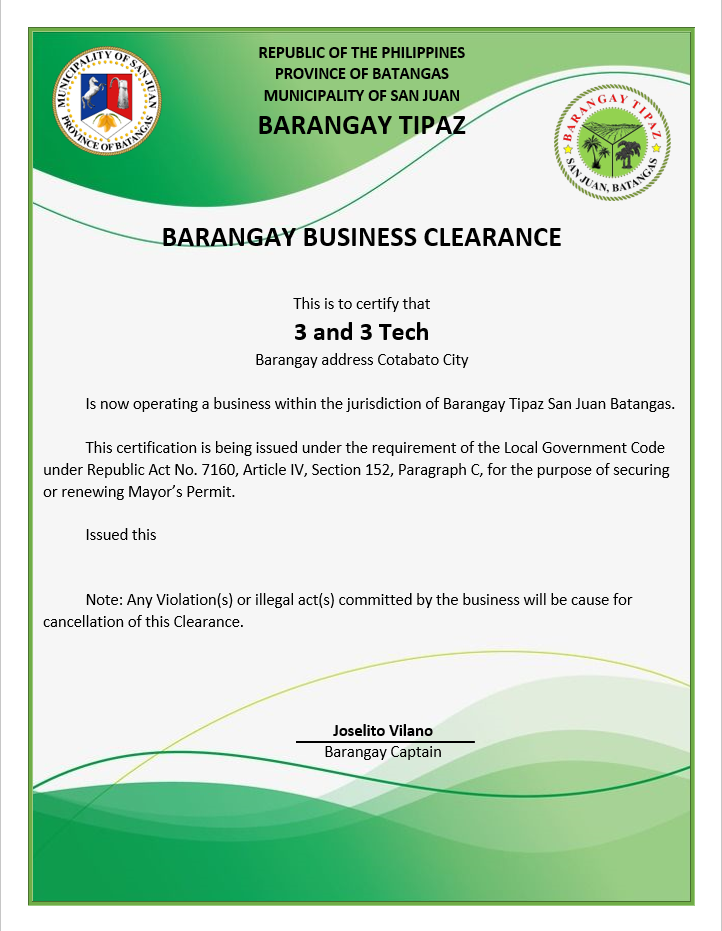 REPUBLIC OF THE PHILIPPINES
PROVINCE OF BATANGAS
MUNICIPALITY OF SAN JUAN
BARANGAY TIPAZ
MUNICIPALITY OF SAN JUAN
PROVINCE OF BATANGAS
BARANGAY TIPAZ
SAN JUAN, BATANGAS
BARANGAY BUSINESS CLEARANCE
This is to certify that
3 and 3 Tech
Barangay address Cotabato City
Is now operating a business within the jurisdiction of Barangay Tipaz San Juan Batangas.
This certification is being issued under the requirement of the Local Government Code
under Republic Act No. 7160, Article IV, Section 152, Paragraph C, for the purpose of securing
or renewing Mayor’s Permit.
Issued this
Note: Any Violation(s) or illegal act(s) committed by the business will be cause for
cancellation of this Clearance.
Joselito Vilano
Barangay Captain